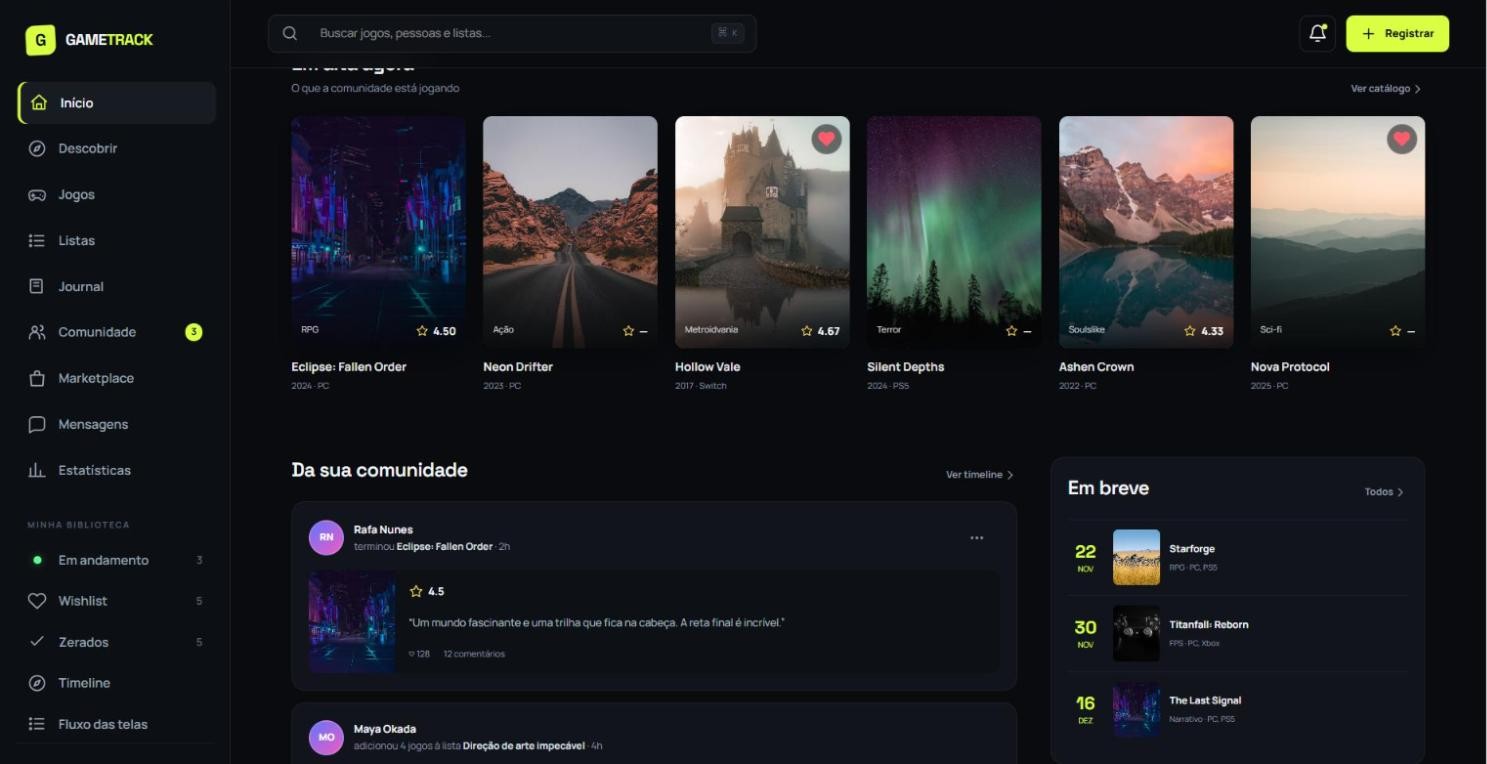 G GAMETRACK
Buscar jogos, pessoas e listas...
⌘ K
+ Registrar
Início
Descobrir
Jogos
Listas
Journal
Comunidade 3
Marketplace
Mensagens
Estatísticas
MINHA BIBLIOTECA
Em andamento 3
Wishlist 5
Zerados 5
Timeline
Fluxo das telas
Em alta agora
O que a comunidade está jogando
Ver catálogo >
RPG 4.50
Eclipse: Fallen Order
2024 · PC
Ação –
Neon Drifter
2023 · PC
Metroidvania 4.67
Hollow Vale
2017 · Switch
Terror –
Silent Depths
2024 · PS5
Soulslike 4.33
Ashen Crown
2022 · PC
Sci-fi –
Nova Protocol
2025 · PC
Da sua comunidade
Ver timeline >
RN
Rafa Nunes
terminou Eclipse: Fallen Order · 2h
...
4.5
"Um mundo fascinante e uma trilha que fica na cabeça. A reta final é incrível."
♡ 128 12 comentários
MO
Maya Okada
adicionou 4 jogos à lista Direção de arte impecável · 4h
Em breve
Todos >
22 NOV
Starforge
RPG · PC, PS5
30 NOV
Titanfall: Reborn
FPS · PC, Xbox
16 DEZ
The Last Signal
Narrativo · PC, PS5